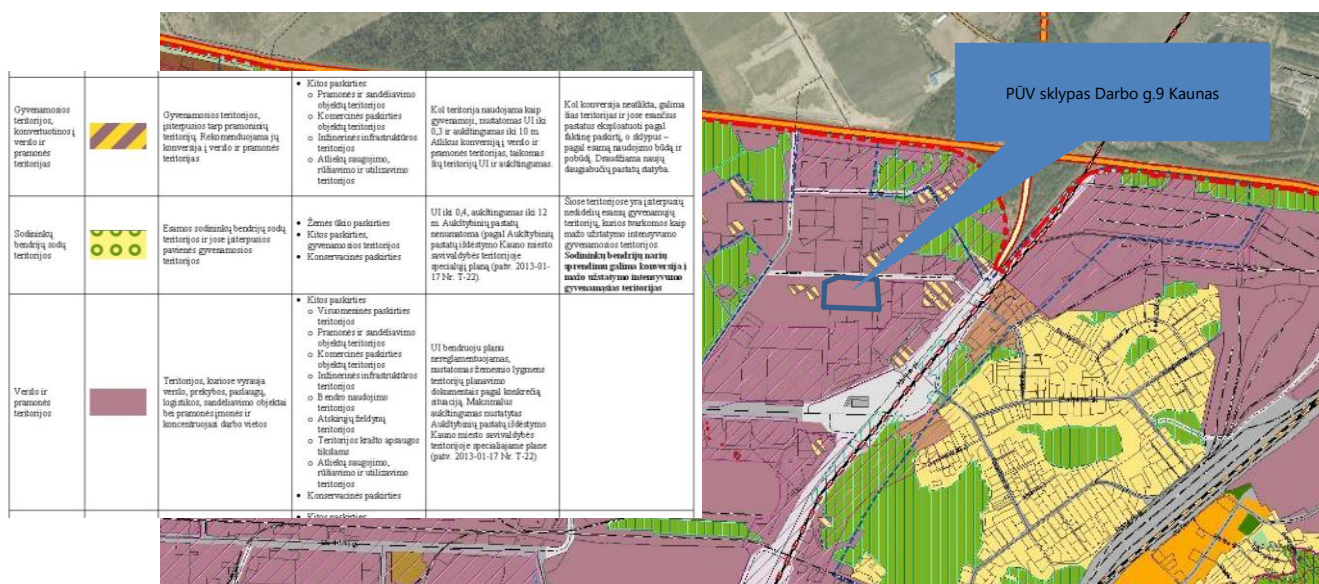 PŪV sklypas Darbo g.9 Kaunas
Gyvenamosios
teritorijos,
konvertuotinos į
verslo ir
pramonės
teritorijas
Gyvenamosios teritorijos,
įsiterpusios tarp pramoninių
teritorijų. Rekomenduojama jų
konversija į verslo ir pramonės
teritorijas
• Kitos paskirties
o Pramonės ir sandėliavimo
objektų teritorijos
o Komercinės paskirties
objektų teritorijos
o Inžinerinės infrastruktūros
teritorijos
o Atliekų saugojimo,
rūšiavimo ir utilizavimo
teritorijos
Kol teritorija naudojama kaip
gyvenamoji, nustatomas UI iki
0,3 ir aukštingumas iki 10 m.
Atlikus konversiją į verslo ir
pramonės teritorijas, taikomas
šių teritorijų UI ir aukštingumas.
Kol konversija neatlikta, galima
šias teritorijas ir jose esančius
pastatus eksploatuoti pagal
faktinę paskirtį, o sklypus –
pagal esamą naudojimo būdą ir
pobūdį. Draudžiama naujų
daugiabučių pastatų statyba.
Sodininkų
bendrijų sodų
teritorijos
Esamos sodininkų bendrijų sodų
teritorijos ir jose įsiterpusios
pavienės gyvenamosios
teritorijos
• Žemės ūkio paskirties
• Kitos paskirties,
gyvenamosios teritorijos
• Konservacinės paskirties
UI iki 0,4, aukštingumas iki 12
m. Aukštybinių pastatų
nenumatoma (pagal Aukštybinių
pastatų išdėstymo Kauno miesto
savivaldybės teritorijoje
specialųjį planą (patv. 2013-01-
17 Nr. T-22).
Šiose teritorijose yra įsiterpusių
nedidelių esamų gyvenamųjų
teritorijų, kurios tvarkomos kaip
mažo užstatymo intensyvumo
gyvenamosios teritorijos.
Sodininkų bendrijų narių
sprendimu galima konversija į
mažo užstatymo intensyvumo
gyvenamąsias teritorijas
Verslo ir
pramonės
teritorijos
Teritorijos, kuriose vyrauja
verslo, prekybos, paslaugų,
logistikos, sandėliavimo objektai
bei pramonės įmonės ir
koncentruojasi darbo vietos
• Kitos paskirties
o Visuomeninės paskirties
teritorijos
o Pramonės ir sandėliavimo
objektų teritorijos
o Komercinės paskirties
objektų teritorijos
o Inžinerinės infrastruktūros
teritorijos
o Bendro naudojimo
teritorijos
o Atskirųjų želdynų
teritorijos
o Teritorijos krašto apsaugos
tikslams
o Atliekų saugojimo,
rūšiavimo ir utilizavimo
teritorijos
• Konservacinės paskirties
UI bendruoju planu
nereglamentuojamas,
nustatomas žemesnio lygmens
teritorijų planavimo
dokumentais pagal konkrečią
situaciją. Maksimalus
aukštingumas nustatytas
Aukštybinių pastatų išdėstymo
Kauno miesto savivaldybės
teritorijoje specialiajame plane
(patv. 2013-01-17 Nr. T-22)
• Kitos paskirties